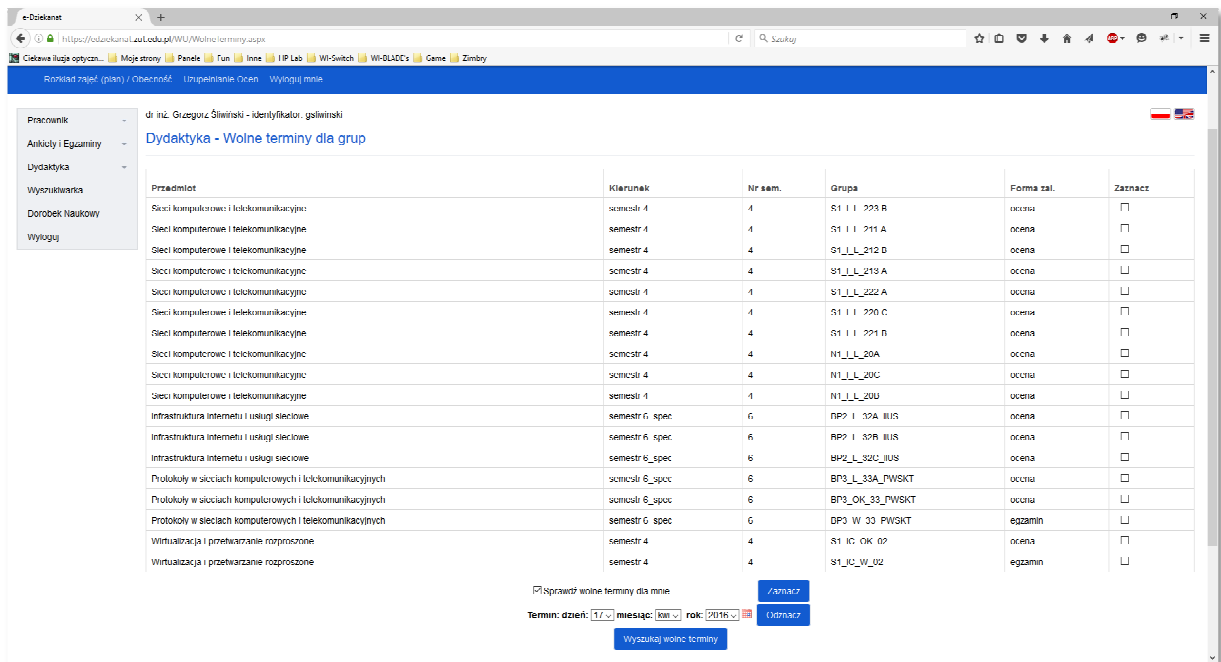 e-Dziekanat
https://edziekanat.zut.edu.pl/WU/WolneTerminy.aspx
Szukaj
Ciekawa iluzja optyczn... Moje strony Panele Fun Inne HP Lab WI-Switch WI-BLADE's Game Zimbry
Rozkład zajęć (plan) / Obecność Uzupełnianie Ocen Wyloguj mnie
Pracownik
Ankiety i Egzaminy
Dydaktyka
Wyszukiwarka
Dorobek Naukowy
Wyloguj
dr inż. Grzegorz Śliwiński - identyfikator: gsliwinski
Dydaktyka - Wolne terminy dla grup
Przedmiot Kierunek Nr sem. Grupa Forma zal. Zaznacz
Sieci komputerowe i telekomunikacyjne semestr 4 4 S1_I_L_223 B ocena
Sieci komputerowe i telekomunikacyjne semestr 4 4 S1_I_L_211 A ocena
Sieci komputerowe i telekomunikacyjne semestr 4 4 S1_I_L_212 B ocena
Sieci komputerowe i telekomunikacyjne semestr 4 4 S1_I_L_213 A ocena
Sieci komputerowe i telekomunikacyjne semestr 4 4 S1_I_L_222 A ocena
Sieci komputerowe i telekomunikacyjne semestr 4 4 S1_I_L_220 C ocena
Sieci komputerowe i telekomunikacyjne semestr 4 4 S1_I_L_221 B ocena
Sieci komputerowe i telekomunikacyjne semestr 4 4 N1_I_L_20A ocena
Sieci komputerowe i telekomunikacyjne semestr 4 4 N1_I_L_20C ocena
Sieci komputerowe i telekomunikacyjne semestr 4 4 N1_I_L_20B ocena
Infrastruktura Internetu i usługi sieciowe semestr 6_spec 6 BP2_L_32A_IIUS ocena
Infrastruktura Internetu i usługi sieciowe semestr 6_spec 6 BP2_L_32B_IIUS ocena
Infrastruktura Internetu i usługi sieciowe semestr 6_spec 6 BP2_L_32C_IIUS ocena
Protokoły w sieciach komputerowych i telekomunikacyjnych semestr 6_spec 6 BP3_L_33A_PWSKT ocena
Protokoły w sieciach komputerowych i telekomunikacyjnych semestr 6_spec 6 BP3_OK_33_PWSKT ocena
Protokoły w sieciach komputerowych i telekomunikacyjnych semestr 6_spec 6 BP3_W_33_PWSKT egzamin
Wirtualizacja i przetwarzanie rozproszone semestr 4 4 S1_IC_OK_02 ocena
Wirtualizacja i przetwarzanie rozproszone semestr 4 4 S1_IC_W_02 egzamin
Sprawdź wolne terminy dla mnie Zaznacz
Termin: dzień: 17 miesiąc: kwi rok: 2016 Odznacz
Wyszukaj wolne terminy